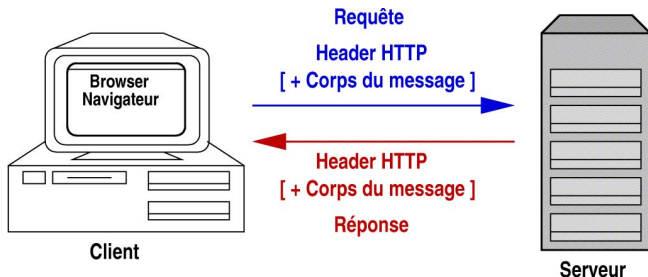 Requête
Header HTTP
[ + Corps du message ]
Browser
Navigateur
Header HTTP
[ + Corps du message ]
Réponse
Client
Serveur